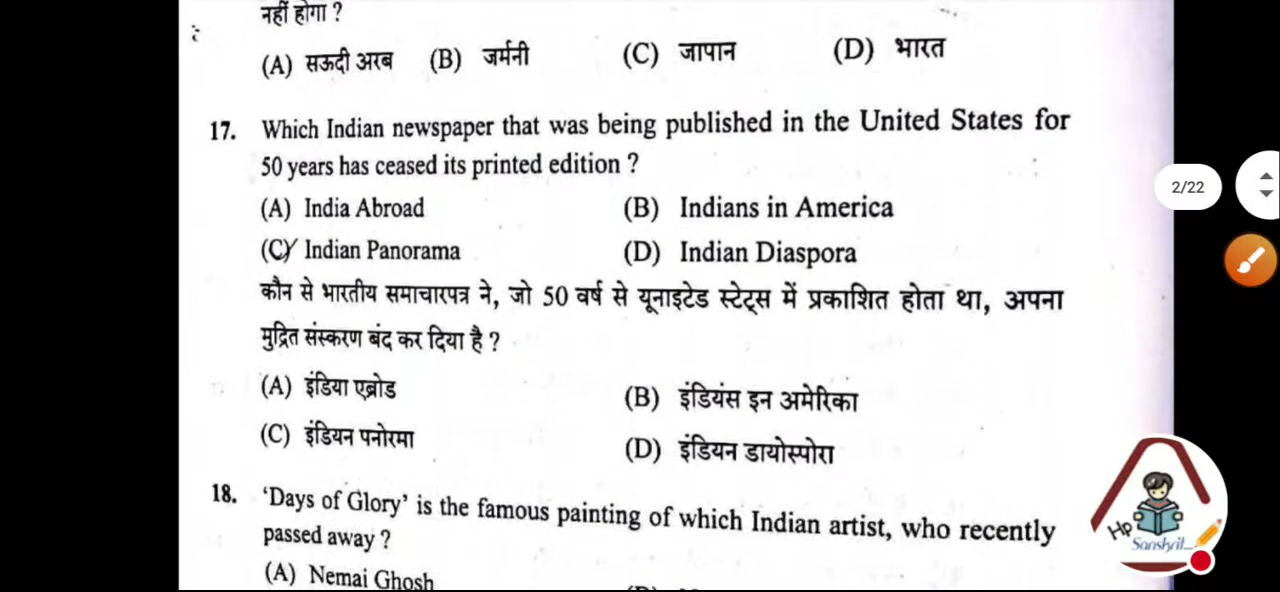 नहीं होगा ?
(A) सऊदी अरब (B) जर्मनी (C) जापान (D) भारत
17. Which Indian newspaper that was being published in the United States for
50 years has ceased its printed edition ?
(A) India Abroad (B) Indians in America
(C) Indian Panorama (D) Indian Diaspora
कौन से भारतीय समाचारपत्र ने, जो 50 वर्ष से यूनाइटेड स्टेट्स में प्रकाशित होता था, अपना
मुद्रित संस्करण बंद कर दिया है ?
(A) इंडिया एब्रोड (B) इंडियंस इन अमेरिका
(C) इंडियन पनोरमा (D) इंडियन डायोस्पोरा
18. ‘Days of Glory’ is the famous painting of which Indian artist, who recently
passed away ?
(A) Nemai Ghosh
2/22
Hp